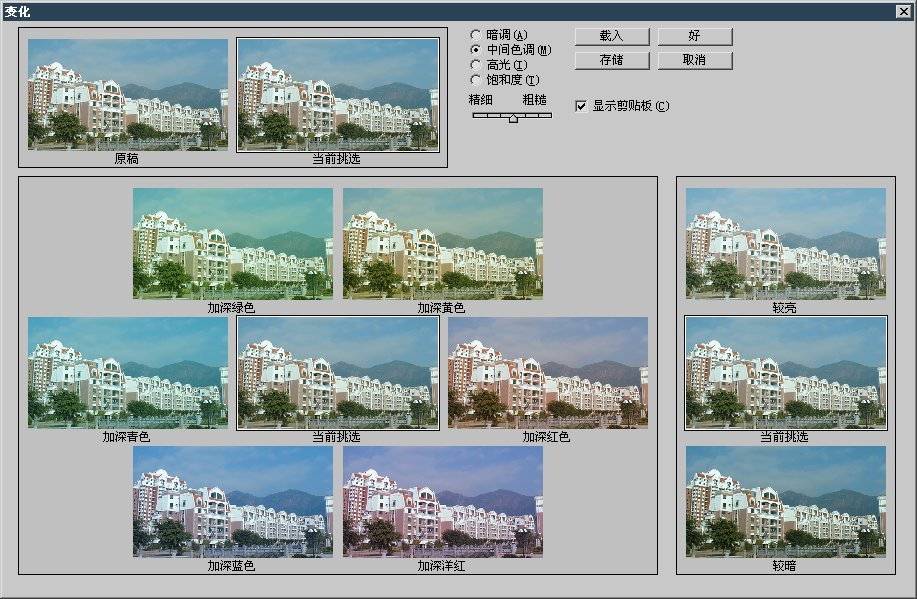 变化
暗调(A)
中间色调(M)
高光(I)
饱和度(T)
精细 粗糙
载入 好
存储 取消
显示剪贴板(C)
原稿 当前挑选
加深绿色 加深黄色
较亮
加深青色 当前挑选 加深红色
当前挑选
加深蓝色 加深洋红
较暗